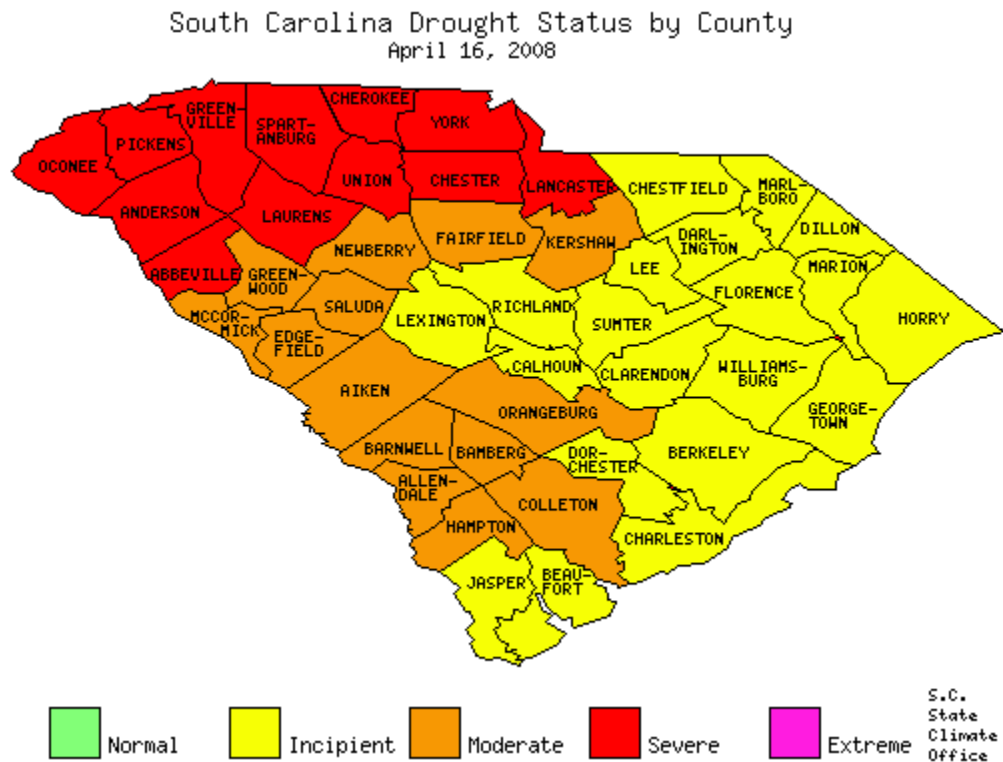 South Carolina Drought Status by County
April 16, 2008
CHEROKEE
GREEN-
VILLE
SPART-
ANBURG
YORK
PICKENS
OCONEE
UNION
CHESTER
LANCASTER
CHESTFIELD
MARL-
BORO
ANDERSON
LAURENS
NEWBERRY
FAIRFIELD
KERSHAW
DARL-
INGTON
DILLON
ABBEVILLE
GREEN-
WOOD
LEE
MARION
SALUDA
RICHLAND
FLORENCE
MCCOR-
MICK
LEXINGTON
SUMTER
HORRY
EDGE-
FIELD
CALHOUN
CLARENDON
WILLIAMS-
BURG
AIKEN
ORANGEBURG
GEORGE-
TOWN
BARNWELL
BAMBERG
DOR-
CHESTER
BERKELEY
ALLEN-
DALE
COLLETON
HAMPTON
CHARLESTON
JASPER
BEAU-
FORT
Normal
Incipient
Moderate
Severe
Extreme
S.C.
State
Climate
Office